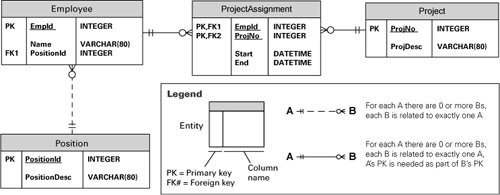 Employee
PK EmpId INTEGER
Name VARCHAR(80)
FK1 PositionId INTEGER
ProjectAssignment
PK,FK1 EmpId INTEGER
PK,FK2 ProjNo INTEGER
Start DATETIME
End DATETIME
Project
PK ProjNo INTEGER
ProjDesc VARCHAR(80)
Position
PK PositionId INTEGER
PositionDesc VARCHAR(80)
Legend
Entity
PK = Primary key
FK# = Foreign key
Column
name
A B
For each A there are 0 or more Bs,
each B is related to exactly one A
A B
For each A there are 0 or more Bs,
each B is related to exactly one A,
A's PK is needed as part of B's PK